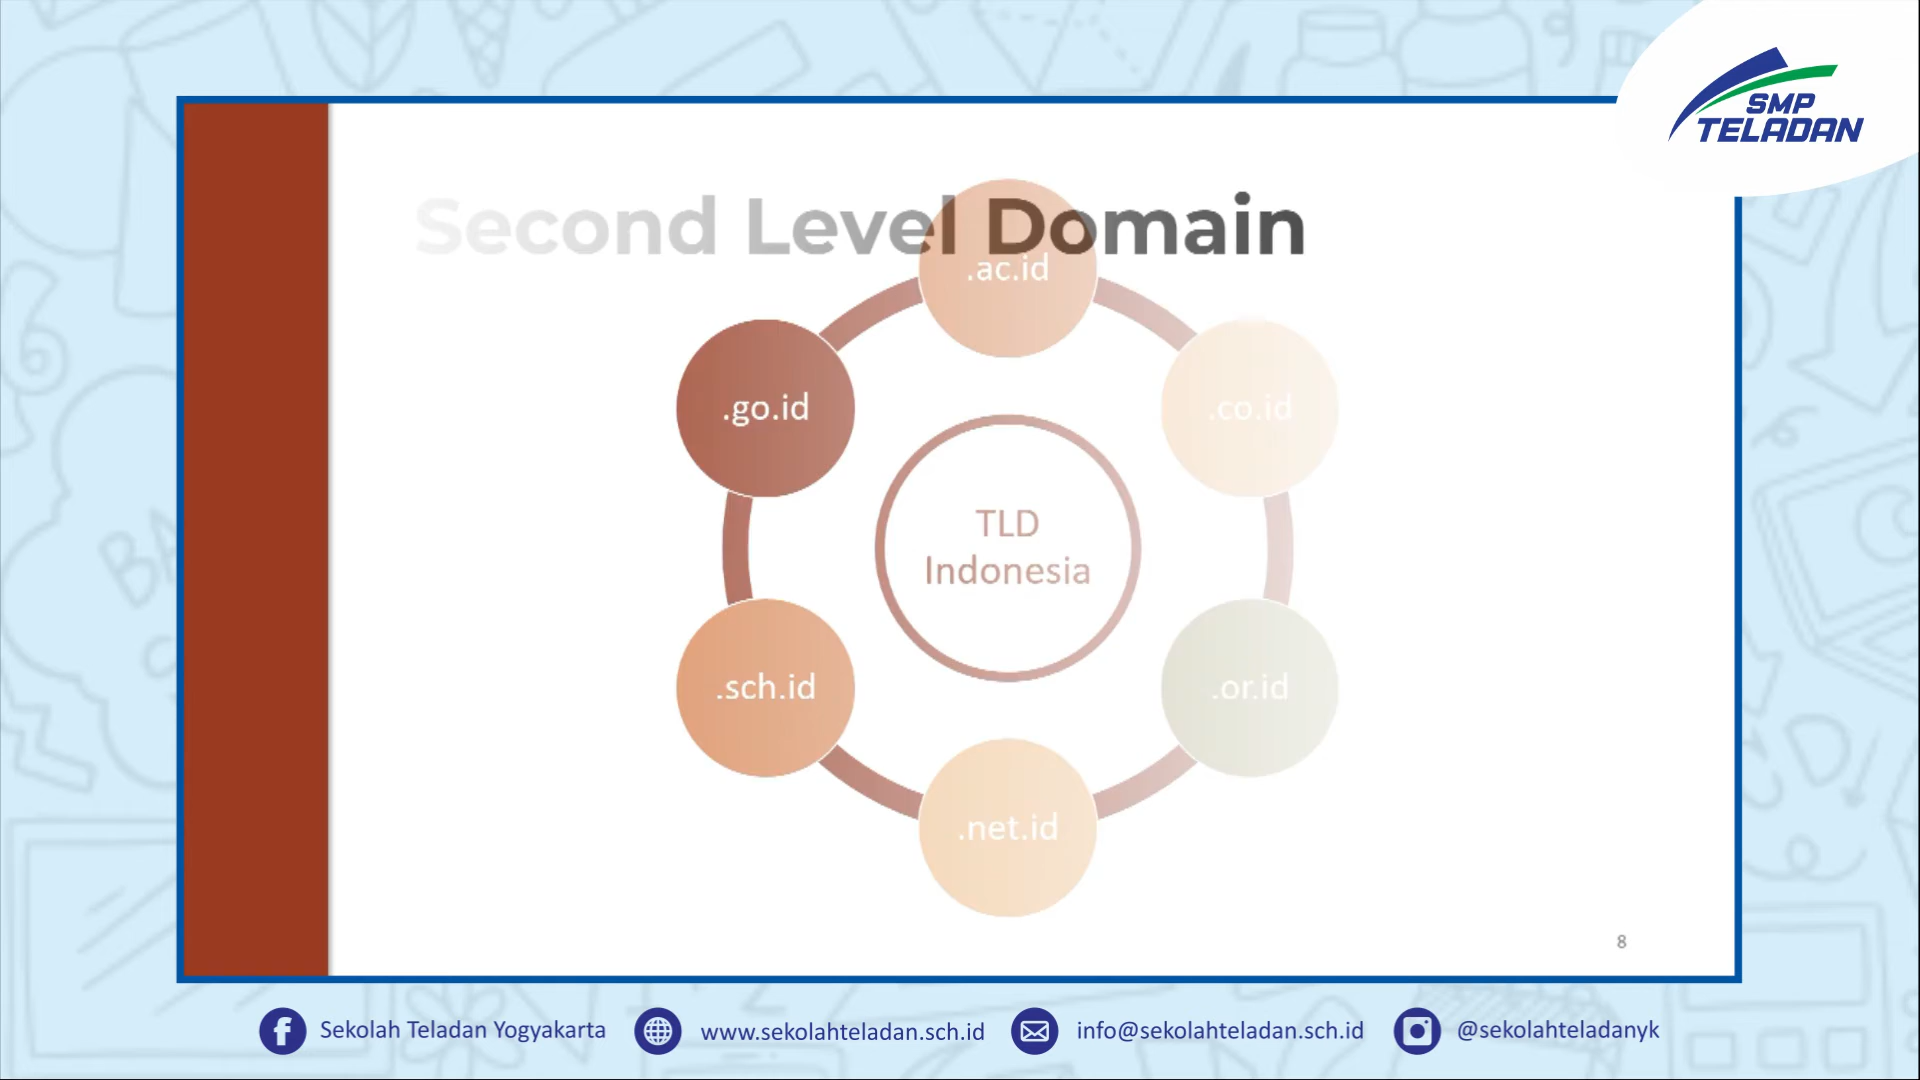 SMP
TELADAN
Second Level Domain
.ac.id
.go.id
.co.id
TLD
Indonesia
.sch.id
.or.id
.net.id
8
Sekolah Teladan Yogyakarta
www.sekolahteladan.sch.id
info@sekolahteladan.sch.id
@sekolahteladanyk